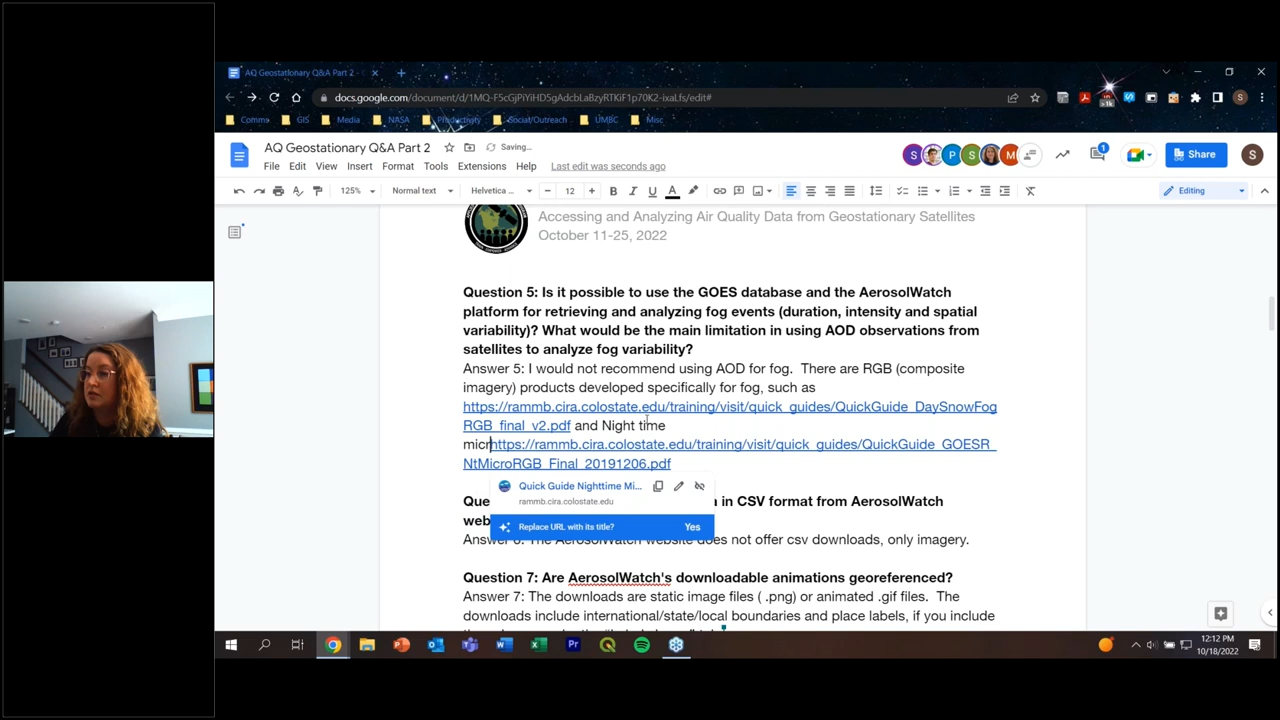 AQ Geostationary Q&A Part 2 -
docs.google.com/document/d/1MQ-F5cGjPiYiHD5gAdcbLaBzyRTKiF1p70K2-ixaLfs/edit#
Comms GIS Media NASA Productivity Social/Outreach UMBC Misc
AQ Geostationary Q&A Part 2 Saving...
File Edit View Insert Format Tools Extensions Help Last edit was seconds ago
Share
125% Normal text Helvetica ... 12 Editing
Accessing and Analyzing Air Quality Data from Geostationary Satellites
October 11-25, 2022
Question 5: Is it possible to use the GOES database and the AerosolWatch
platform for retrieving and analyzing fog events (duration, intensity and spatial
variability)? What would be the main limitation in using AOD observations from
satellites to analyze fog variability?
Answer 5: I would not recommend using AOD for fog. There are RGB (composite
imagery) products developed specifically for fog, such as
https://rammb.cira.colostate.edu/training/visit/quick_guides/QuickGuide_DaySnowFog
RGB_final_v2.pdf and Night time
micrhttps://rammb.cira.colostate.edu/training/visit/quick_guides/QuickGuide_GOESR_
NtMicroRGB_Final_20191206.pdf
Quick Guide Nighttime Mi...
rammb.cira.colostate.edu
Que n in CSV format from AerosolWatch
Replace URL with its title? Yes
web
Answer 6: The AerosolWatch website does not offer csv downloads, only imagery.
Question 7: Are AerosolWatch's downloadable animations georeferenced?
Answer 7: The downloads are static image files ( .png) or animated .gif files. The
downloads include international/state/local boundaries and place labels, if you include
12:12 PM
10/18/2022